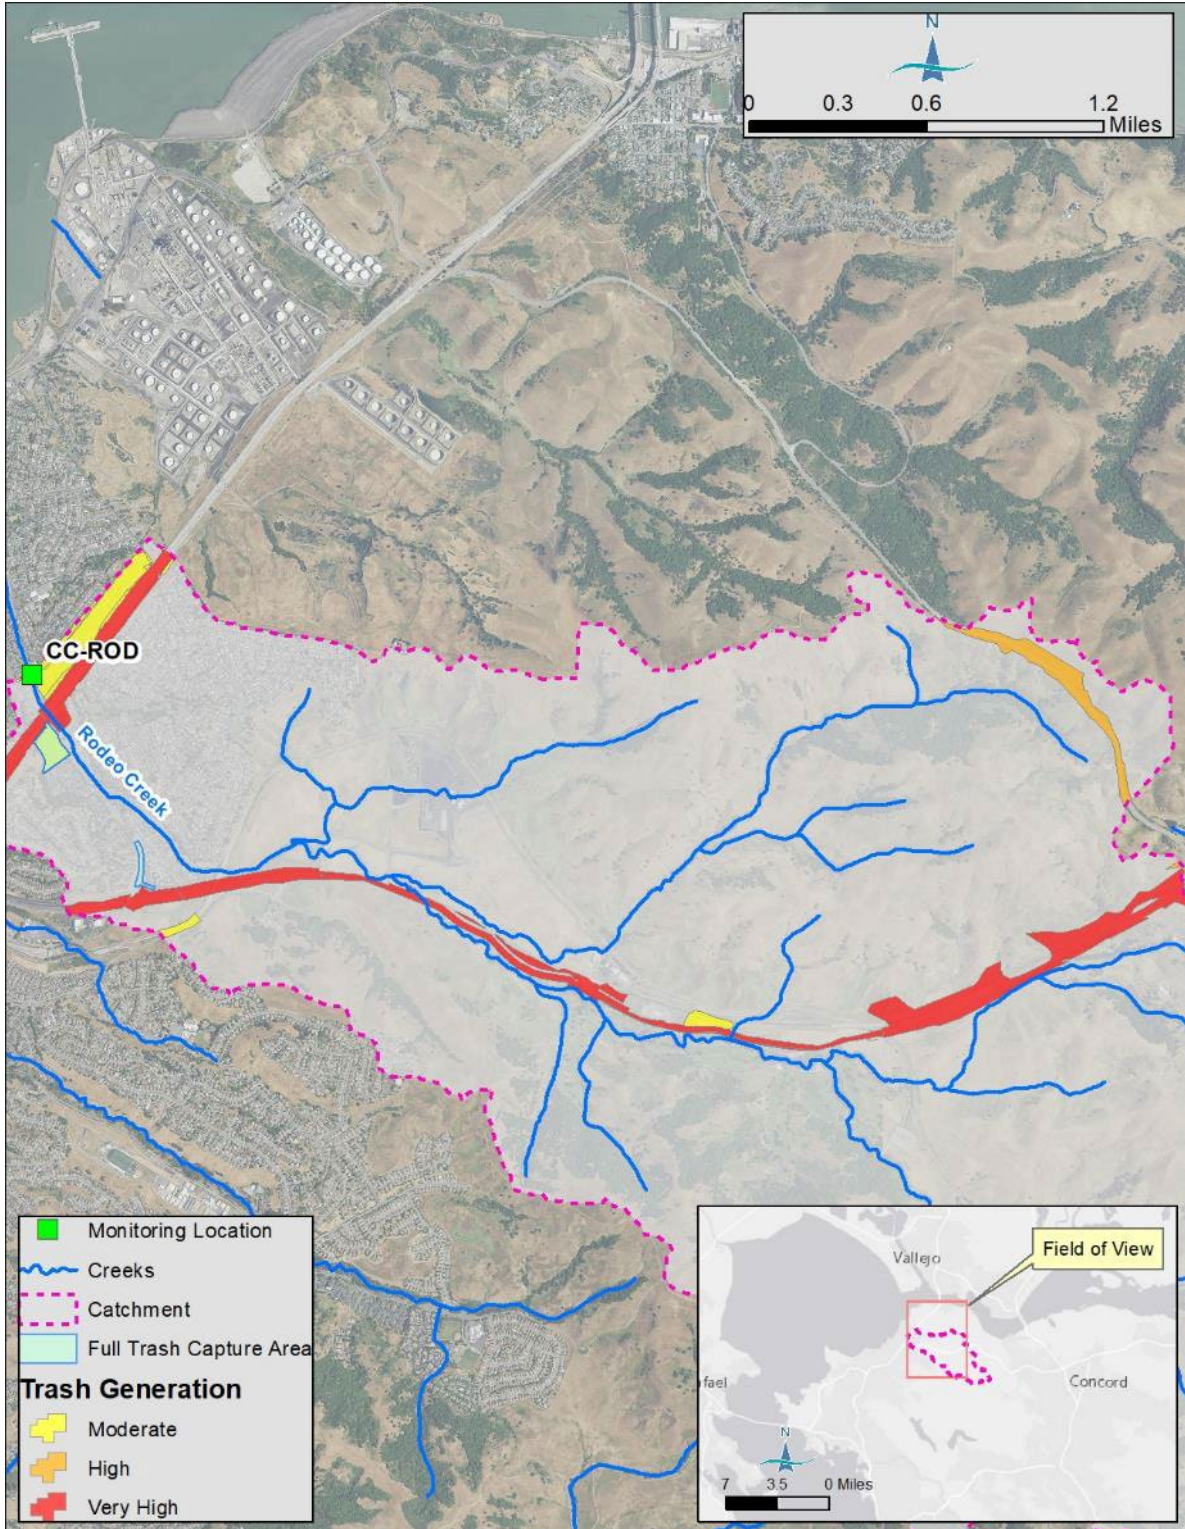 N
0 0.3 0.6 1.2
Miles
CC-ROD
Rodeo Creek
Monitoring Location
Creeks
Catchment
Full Trash Capture Area
Trash Generation
Moderate
High
Very High
Vallejo
Field of View
fael
Concord
N
7 3.5 0 Miles